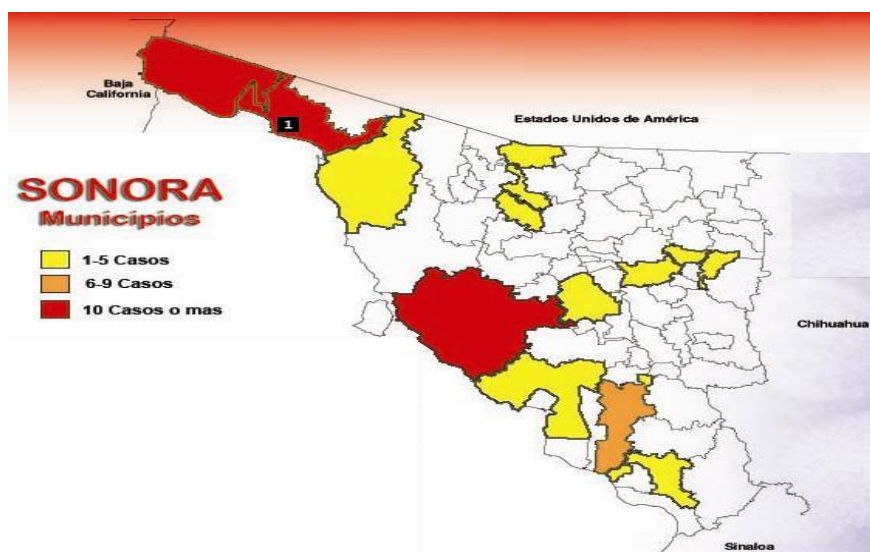 Baja
California
1
Estados Unidos de América
SONORA
Municípios
1-5 Casos
6-9 Casos
10 Casos o mas
Chihuahua
Sinaloa